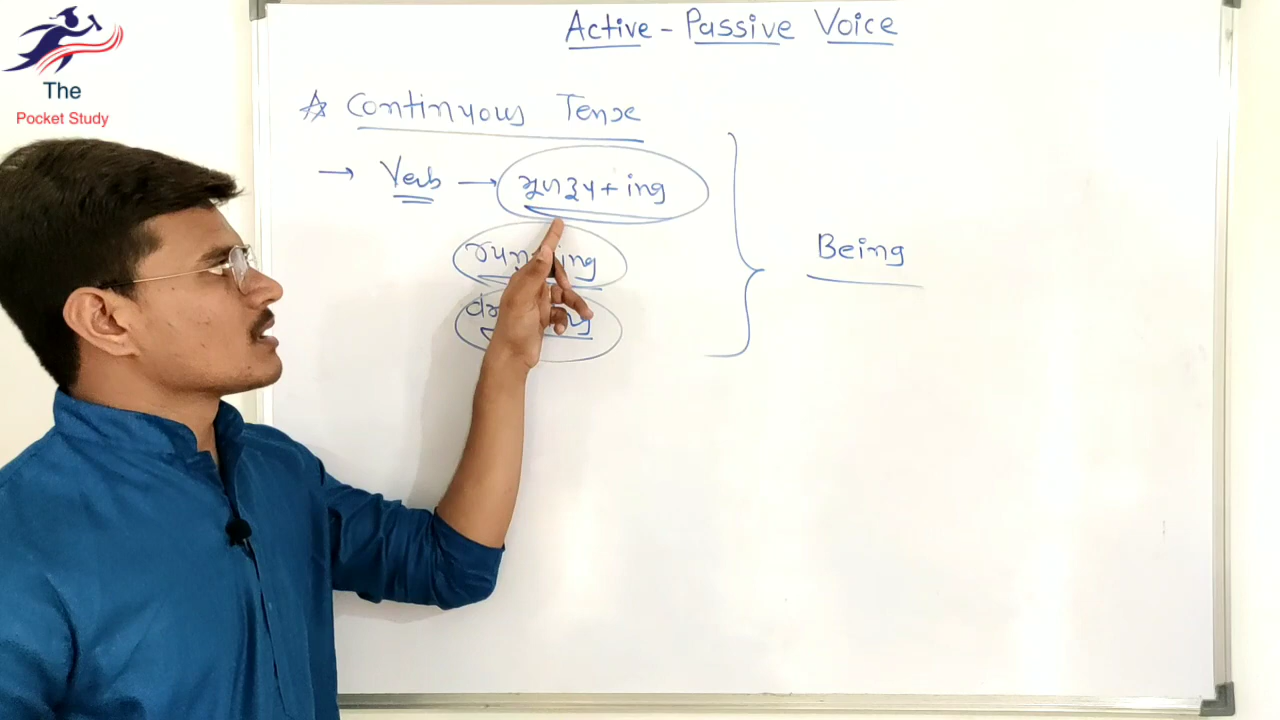 The
Pocket Study
Active - Passive Voice
☆ Continuous Tense
→ Verb → મૂળરૂપ + ing
Being